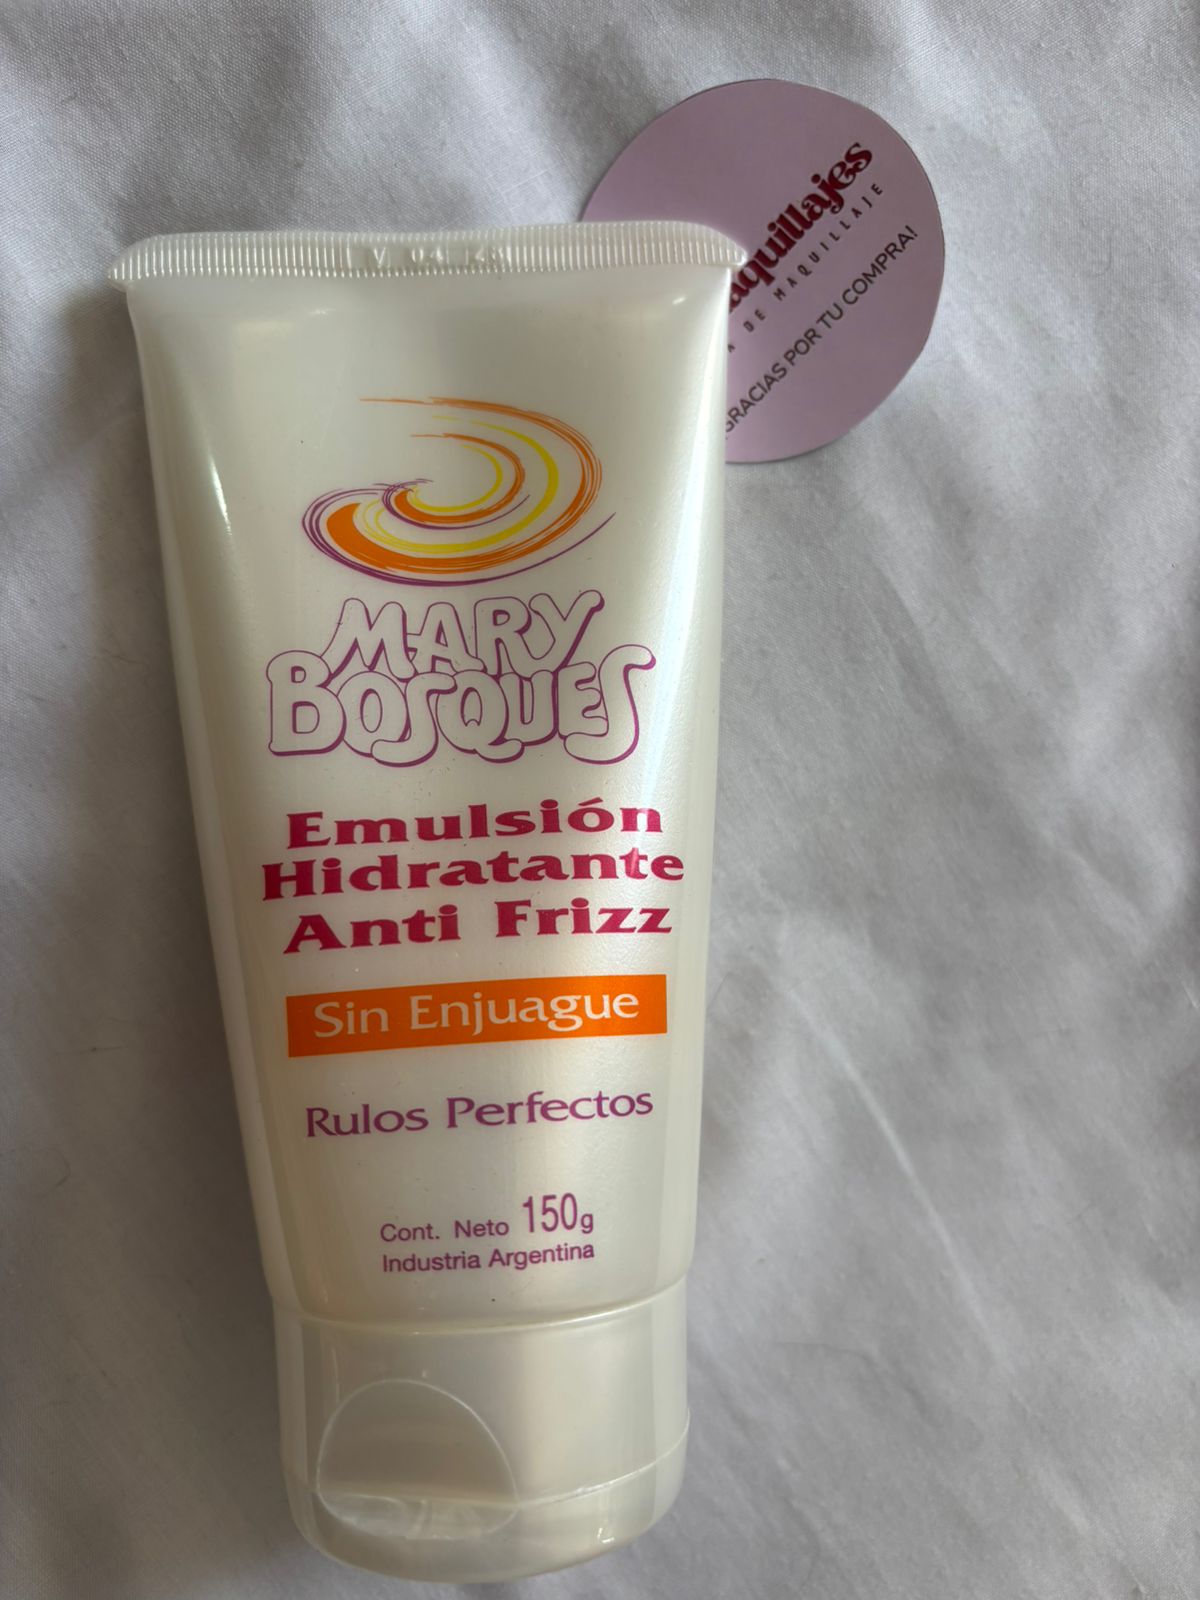 MARY
BOSQUES
Emulsión
Hidratante
Anti Frizz
Sin Enjuague
Rulos Perfectos
Cont. Neto 150g
Industria Argentina
DE MAQUILLAJE
GRACIAS POR TU COMPRA!